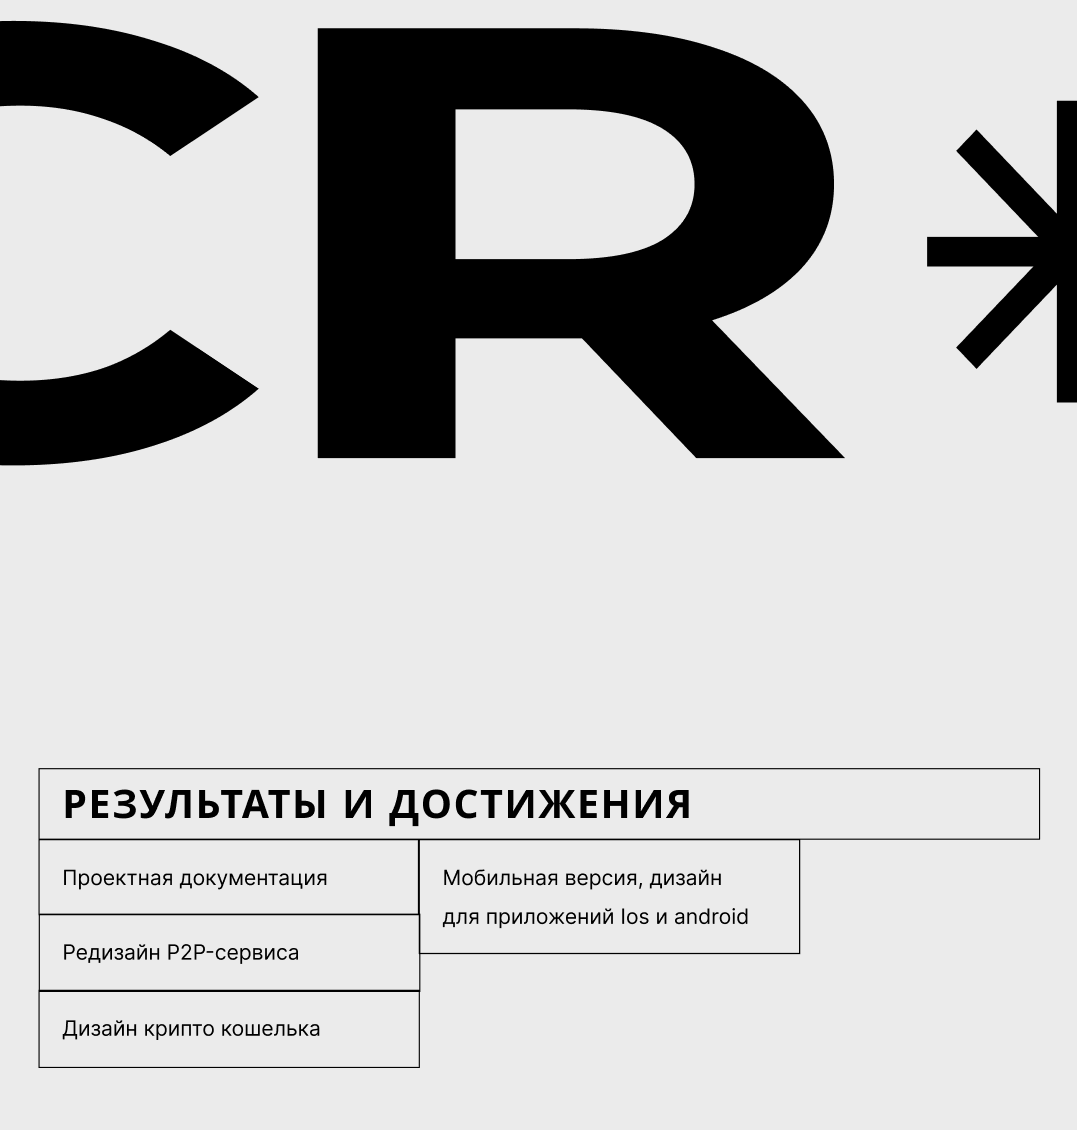 CR*
РЕЗУЛЬТАТЫ И ДОСТИЖЕНИЯ
Проектная документация
Мобильная версия, дизайн
для приложений Ios и android
Редизайн P2P-сервиса
Дизайн крипто кошелька